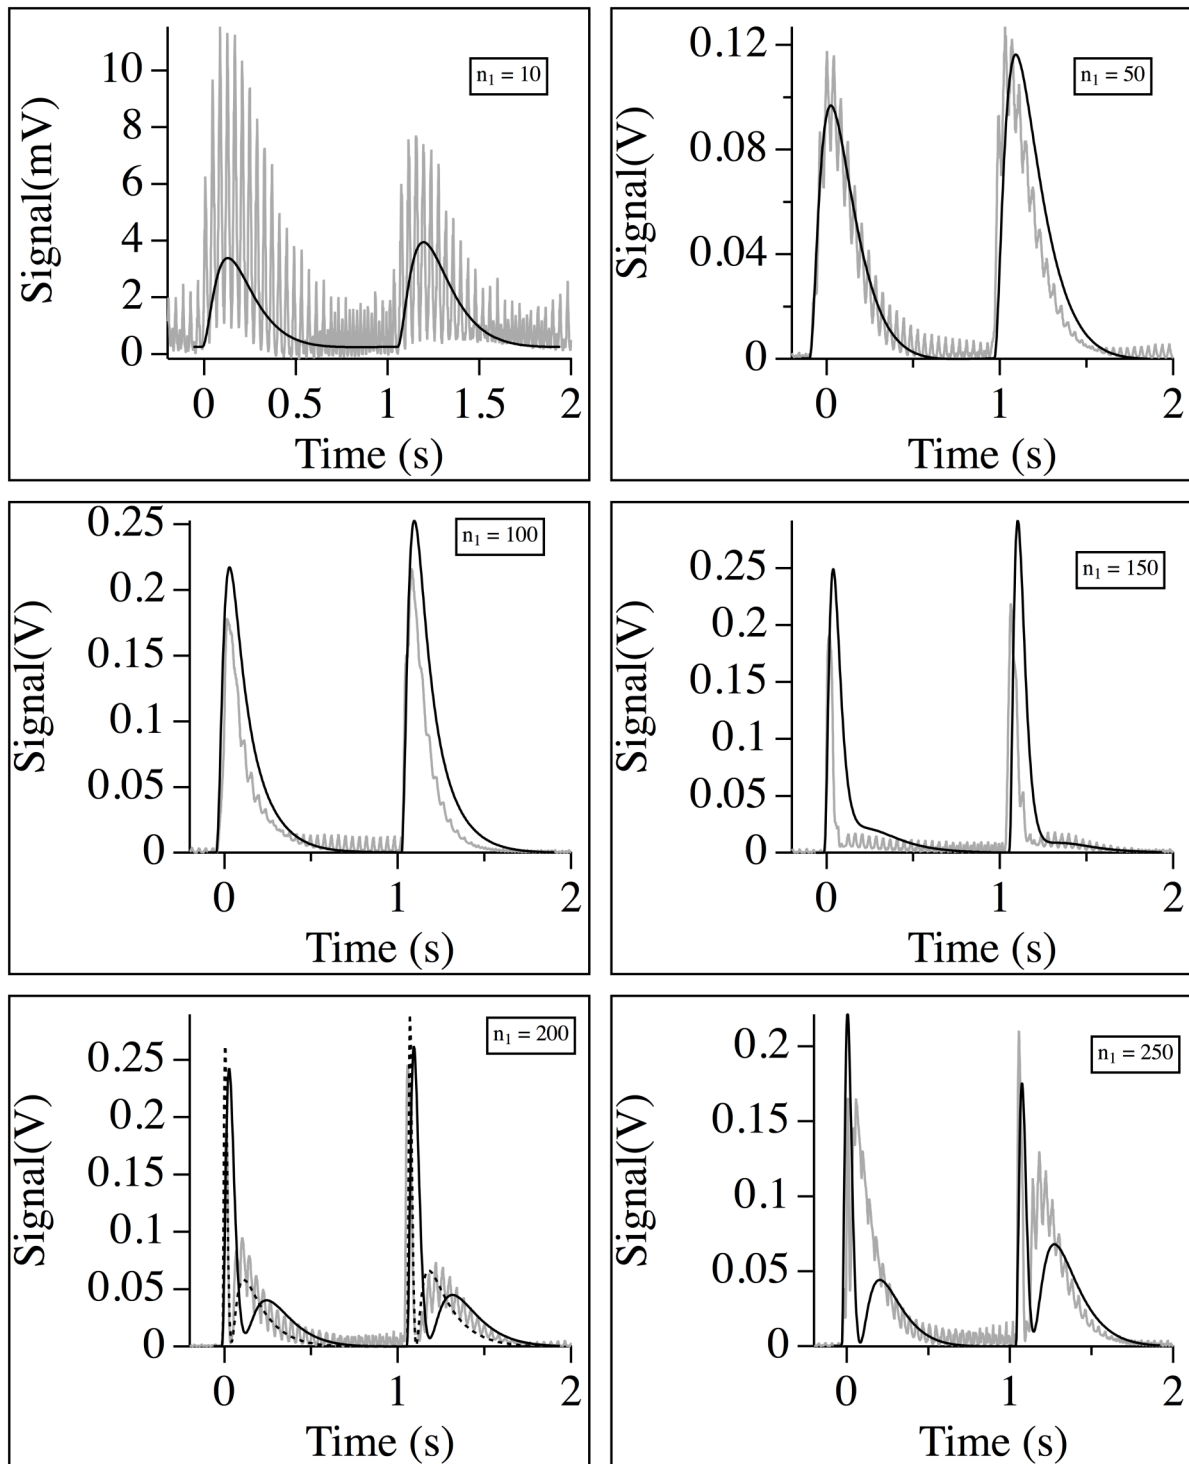 n1 = 10
Signal(mV)
10
8
6
4
2
0
0 0.5 1 1.5 2
Time (s)
n1 = 50
Signal(V)
0.12
0.08
0.04
0
0 1 2
Time (s)
n1 = 100
Signal(V)
0.25
0.2
0.15
0.1
0.05
0
0 1 2
Time (s)
n1 = 150
Signal(V)
0.25
0.2
0.15
0.1
0.05
0
0 1 2
Time (s)
n1 = 200
Signal(V)
0.25
0.2
0.15
0.1
0.05
0
0 1 2
Time (s)
n1 = 250
Signal(V)
0.2
0.15
0.1
0.05
0
0 1 2
Time (s)